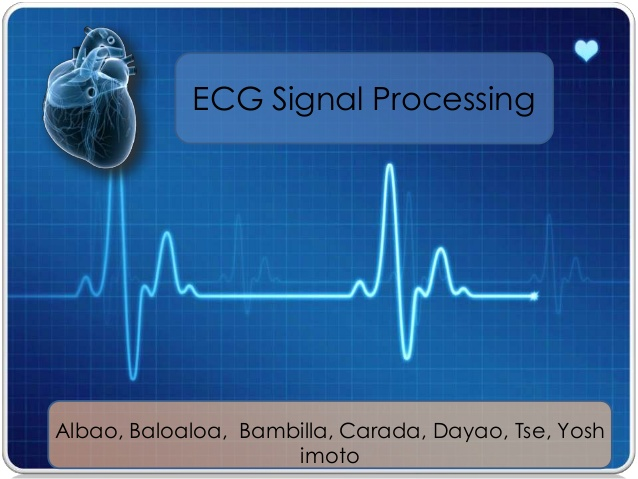 ECG Signal Processing
Albao, Baloaloa, Bambilla, Carada, Dayao, Tse, Yosh
imoto